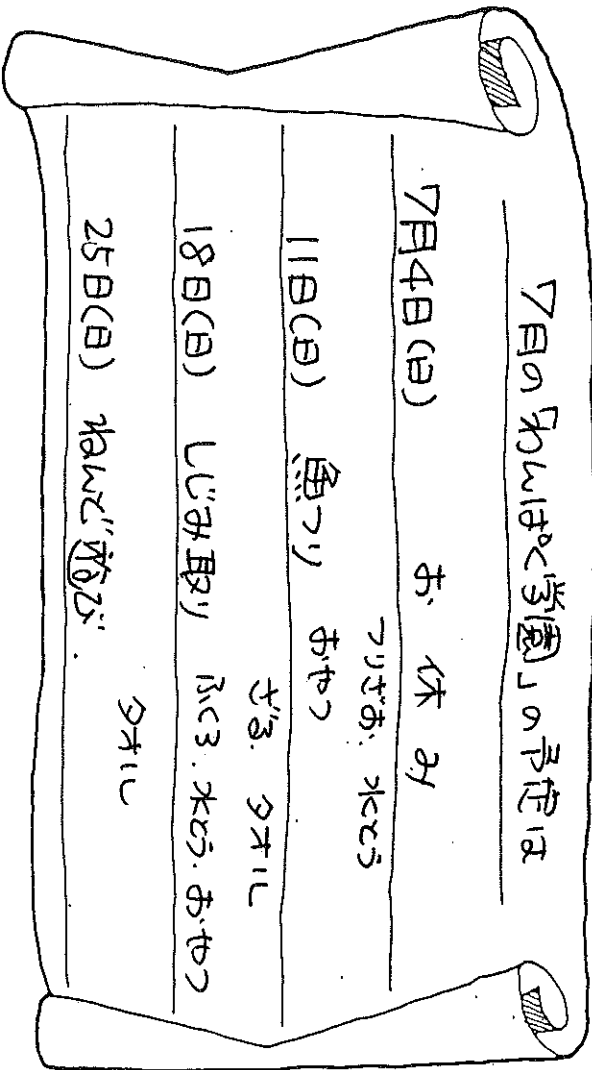 7月の「わんぱく学園」の予定は
7月4日(日) お休み
11日(日) 魚つり つりざお、水とう
おやつ
18日(日) しじみ取り ざる、タオル
ふくろ、水とう、おやつ
25日(日) ねんど遊び タオル